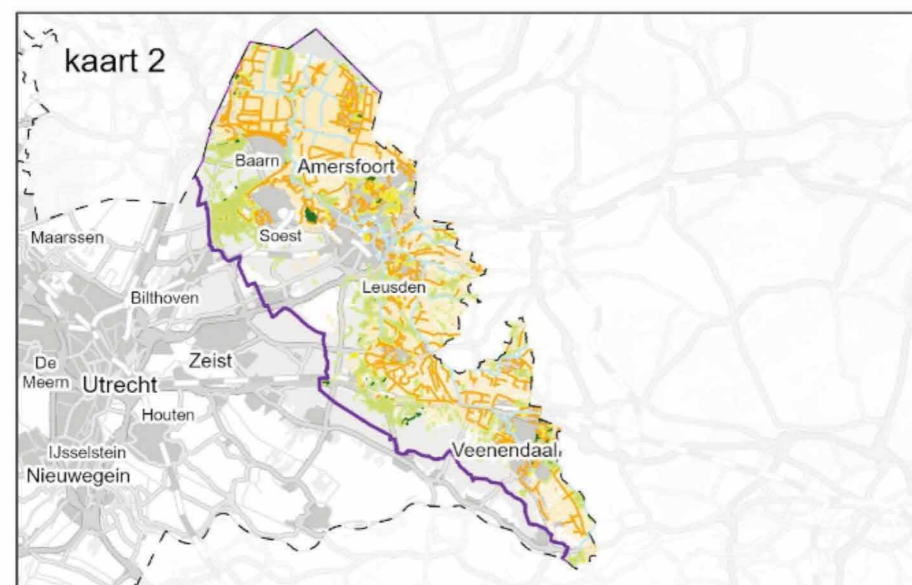 kaart 2
Baarn
Amersfoort
Maarssen
Soest
Leusden
Bilthoven
Zeist
De
Meern
Utrecht
Houten
IJsselstein
Veenendaal
Nieuwegein